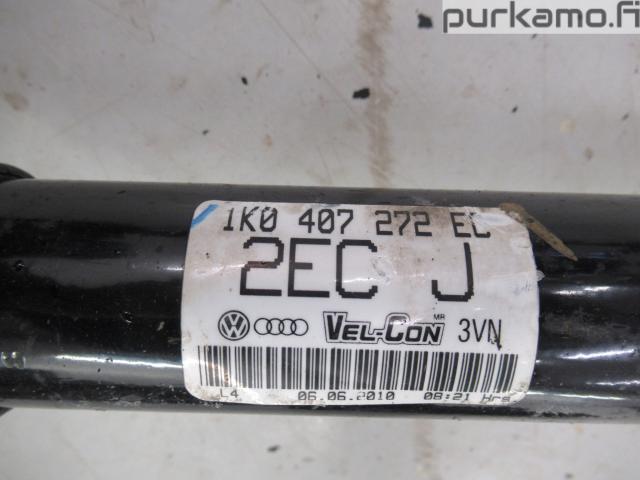 purkamo.fi
1K0 407 272 EC
2EC J
VEL-CON MR 3VN
L4 06.06.2010 08:21 Hrs